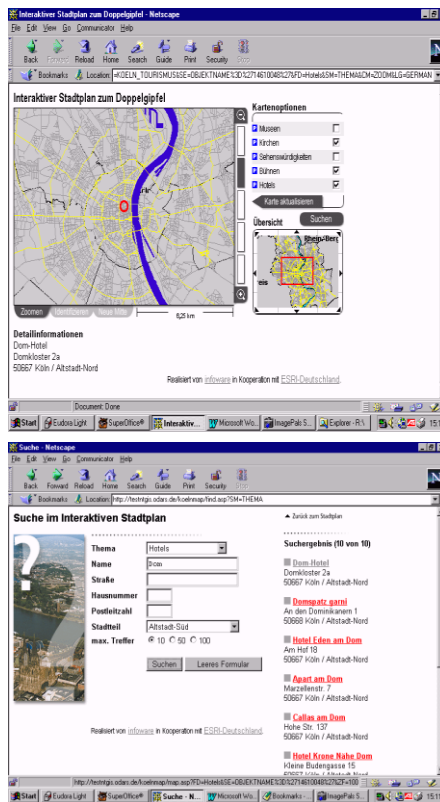 Interaktiver Stadtplan zum Doppelgipfel - Netscape
File Edit View Go Communicator Help
Back Forward Reload Home Search Guide Print Security Stop
Bookmarks Location: =KOELN_TOURISMUS&SE=OBJEKTNAME%3D%2714610048%27&FD=Hotels&SM=THEMA&CM=ZOOM&LG=GERMAN
Interaktiver Stadtplan zum Doppelgipfel
Kartenoptionen
Museen
Kirchen
Sehenswürdigkeiten
Bühnen
Hotels
Karte aktualisieren
Übersicht Suchen
Rhein.-Berg
eis
Zoomen Identifizieren Neue Mitte
8,25 km
Detailinformationen
Dom-Hotel
Domkloster 2a
50667 Köln / Altstadt-Nord
Realisiert von infoware in Kooperation mit ESRI-Deutschland.
Document: Done
Start Eudora Light SuperOffice® Interaktiv... Microsoft Wo... ImagePals S... Explorer - R:\
Suche - Netscape
File Edit View Go Communicator Help
Back Forward Reload Home Search Guide Print Security Stop
Bookmarks Location: http://testntgis.odars.de/koelnmap/find.asp?SM=THEMA
Suche im Interaktiven Stadtplan
Zurück zum Stadtplan
?
Thema Hotels
Name Dom
Straße
Hausnummer
Postleitzahl
Stadtteil Altstadt-Süd
max. Treffer 10 50 100
Suchen Leeres Formular
Realisiert von infoware in Kooperation mit ESRI-Deutschland.
Suchergebnis (10 von 10)
Dom-Hotel
Domkloster 2a
50667 Köln / Altstadt-Nord
Domspatz garni
An den Dominikanern 1
50668 Köln / Altstadt-Nord
Hotel Eden am Dom
Am Hof 18
50667 Köln / Altstadt-Nord
Apart am Dom
Marzellenstr. 7
50667 Köln / Altstadt-Nord
Callas am Dom
Hohe Str. 137
50667 Köln / Altstadt-Nord
Hotel Krone Nahe Dom
Kleine Budengasse 15
http://testntgis.odars.de/koelnmap/map.asp?FD=Hotels&SE=OBJEKTNAME%3D%2714610048%27&ZF=100
Start Eudora Light SuperOffice® Suche - N... Microsoft Wo... Bookmarks -... ImagePals S...